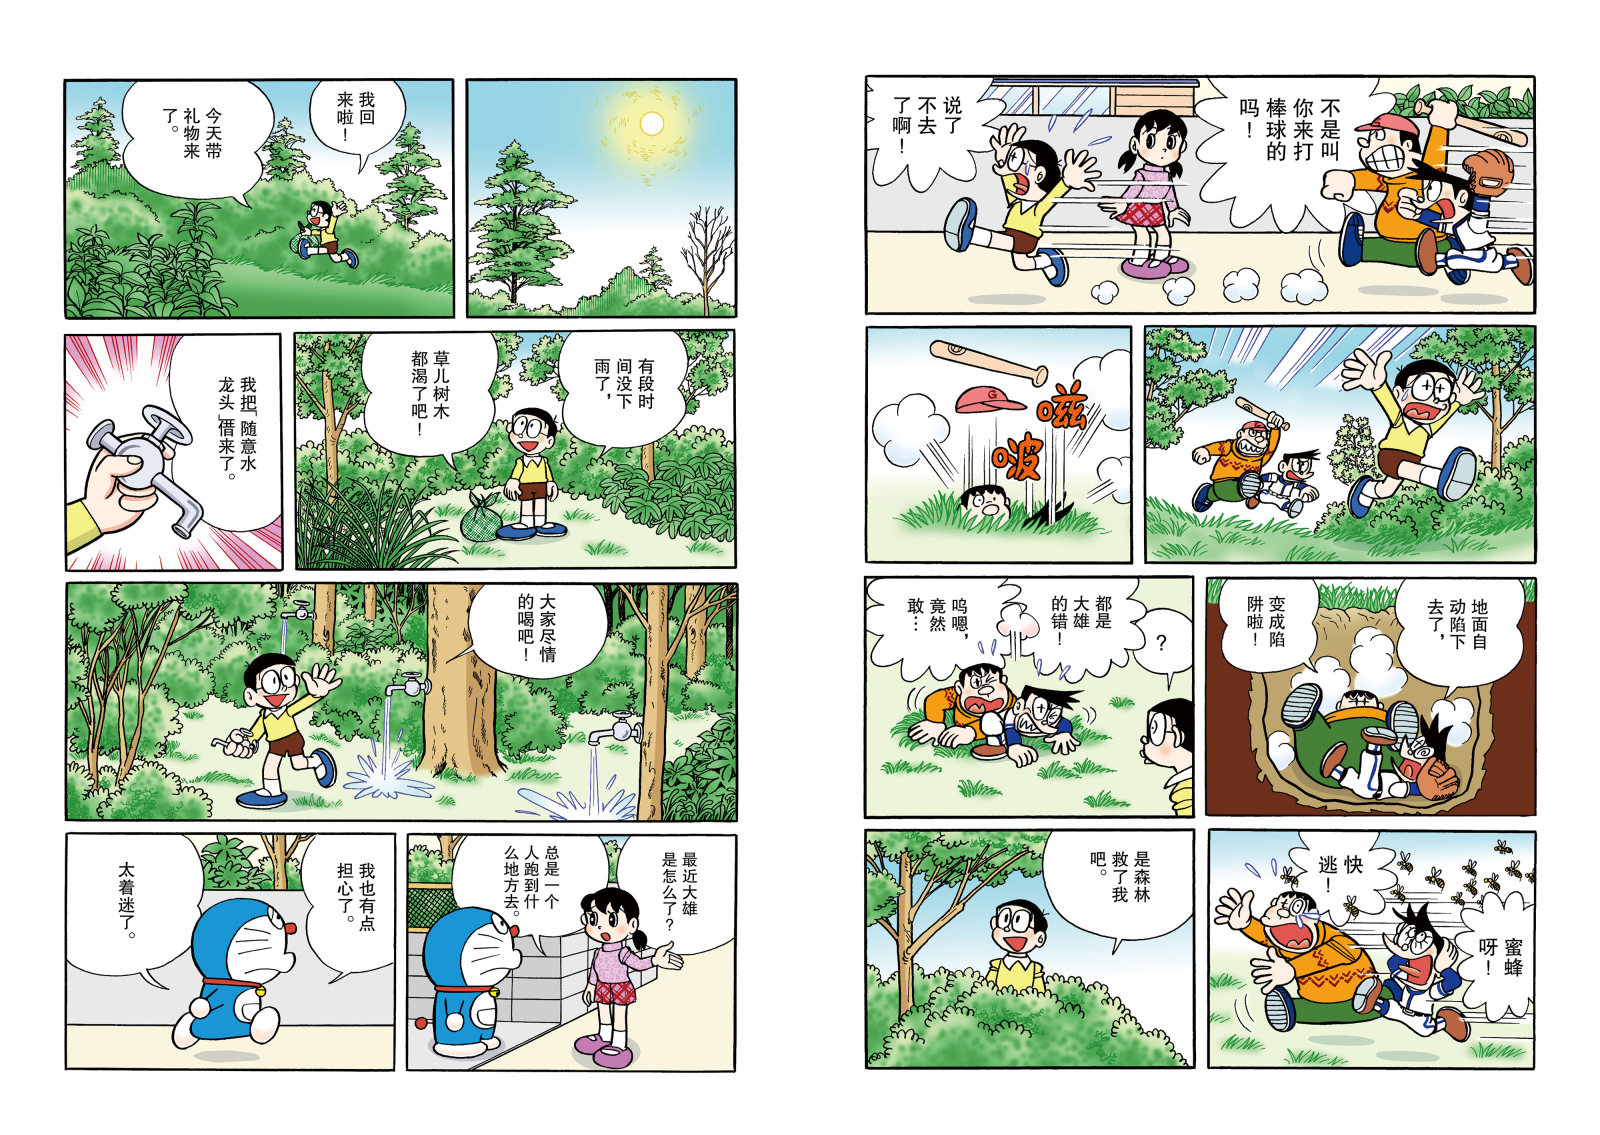 不是叫
你来打
棒球的
吗！
说了
不去
了啊！
嗞
啵
G
地面自
动陷下
去了，
变成陷
阱啦！
？
都是
大雄
的错！
呜嗯，
竟然
敢…
蜜蜂
呀！
快
逃！
是森林
救了我
吧。
我回
来啦！
今天带
礼物来
了。
有段时
间没下
雨了，
草儿树木
都渴了吧！
我把「随意水
龙头」借来了。
大家尽情
的喝吧！
最近大雄
是怎么了？
总是一个
人跑到什
么地方去。
我也有点
担心了。
太着迷了。